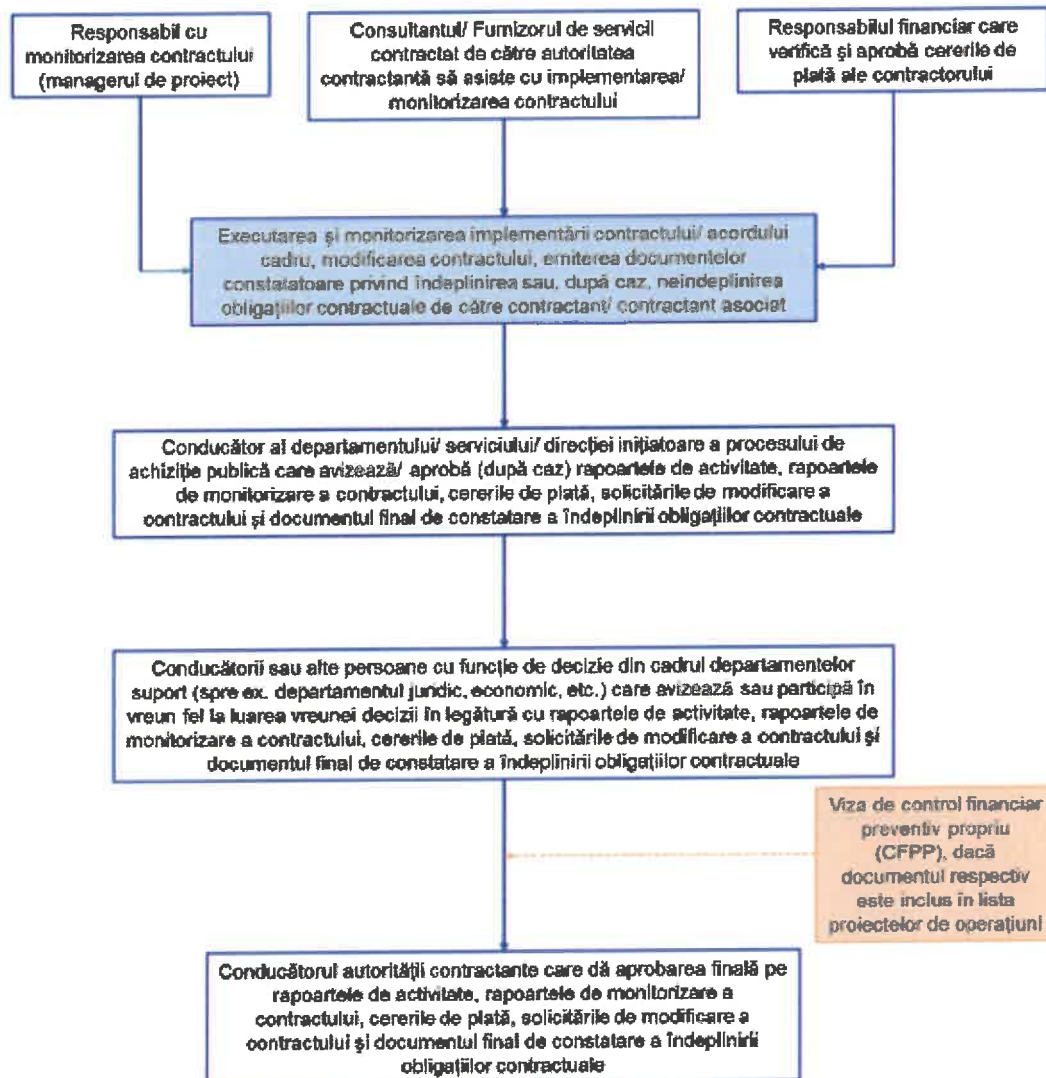 Responsabil cu
monitorizarea contractului
(managerul de proiect)
Consultantul/ Furnizorul de servicii
contractat de către autoritatea
contractantă să asiste cu implementarea/
monitorizarea contractului
Responsabilul financiar care
verifică și aprobă cererile de
plată ale contractorului
Executarea și monitorizarea implementării contractului/ acordului
cadru, modificarea contractului, emiterea documentelor
constatatoare privind îndeplinirea sau, după caz, neîndeplinirea
obligațiilor contractuale de către contractant/ contractant asociat
Conducător al departamentului/ serviciului/ direcției inițiatoare a procesului de
achiziție publică care avizează/ aprobă (după caz) rapoartele de activitate, rapoartele
de monitorizare a contractului, cererile de plată, solicitările de modificare a
contractului și documentul final de constatare a îndeplinirii obligațiilor contractuale
Conducătorii sau alte persoane cu funcție de decizie din cadrul departamentelor
suport (spre ex. departamentul juridic, economic, etc.) care avizează sau participă în
vreun fel la luarea vreunei decizii în legătură cu rapoartele de activitate, rapoartele de
monitorizare a contractului, cererile de plată, solicitările de modificare a contractului și
documentul final de constatare a îndeplinirii obligațiilor contractuale
Viza de control financiar
preventiv propriu
(CFPP), dacă
documentul respectiv
este inclus în lista
proiectelor de operațiuni
Conducătorul autorității contractante care dă aprobarea finală pe
rapoartele de activitate, rapoartele de monitorizare a
contractului, cererile de plată, solicitările de modificare a
contractului și documentul final de constatare a îndeplinirii
obligațiilor contractuale